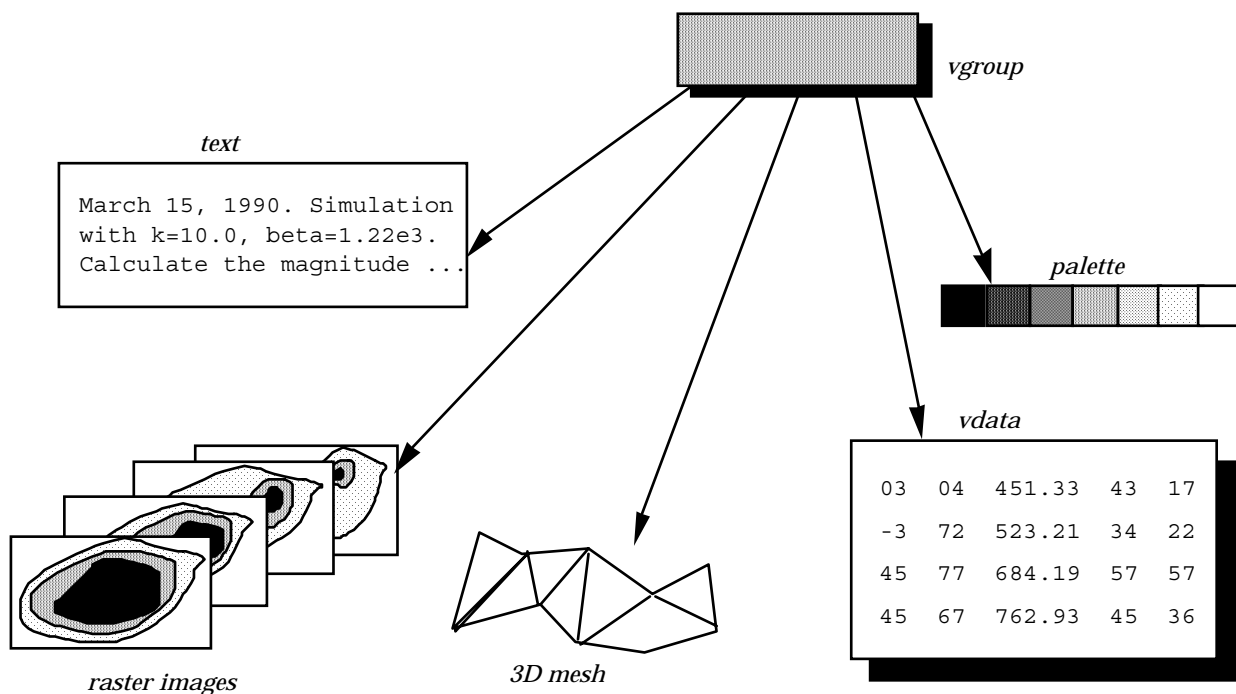 vgroup
text
March 15, 1990. Simulation
with k=10.0, beta=1.22e3.
Calculate the magnitude ...
palette
vdata
03 04 451.33 43 17
-3 72 523.21 34 22
45 77 684.19 57 57
45 67 762.93 45 36
3D mesh
raster images